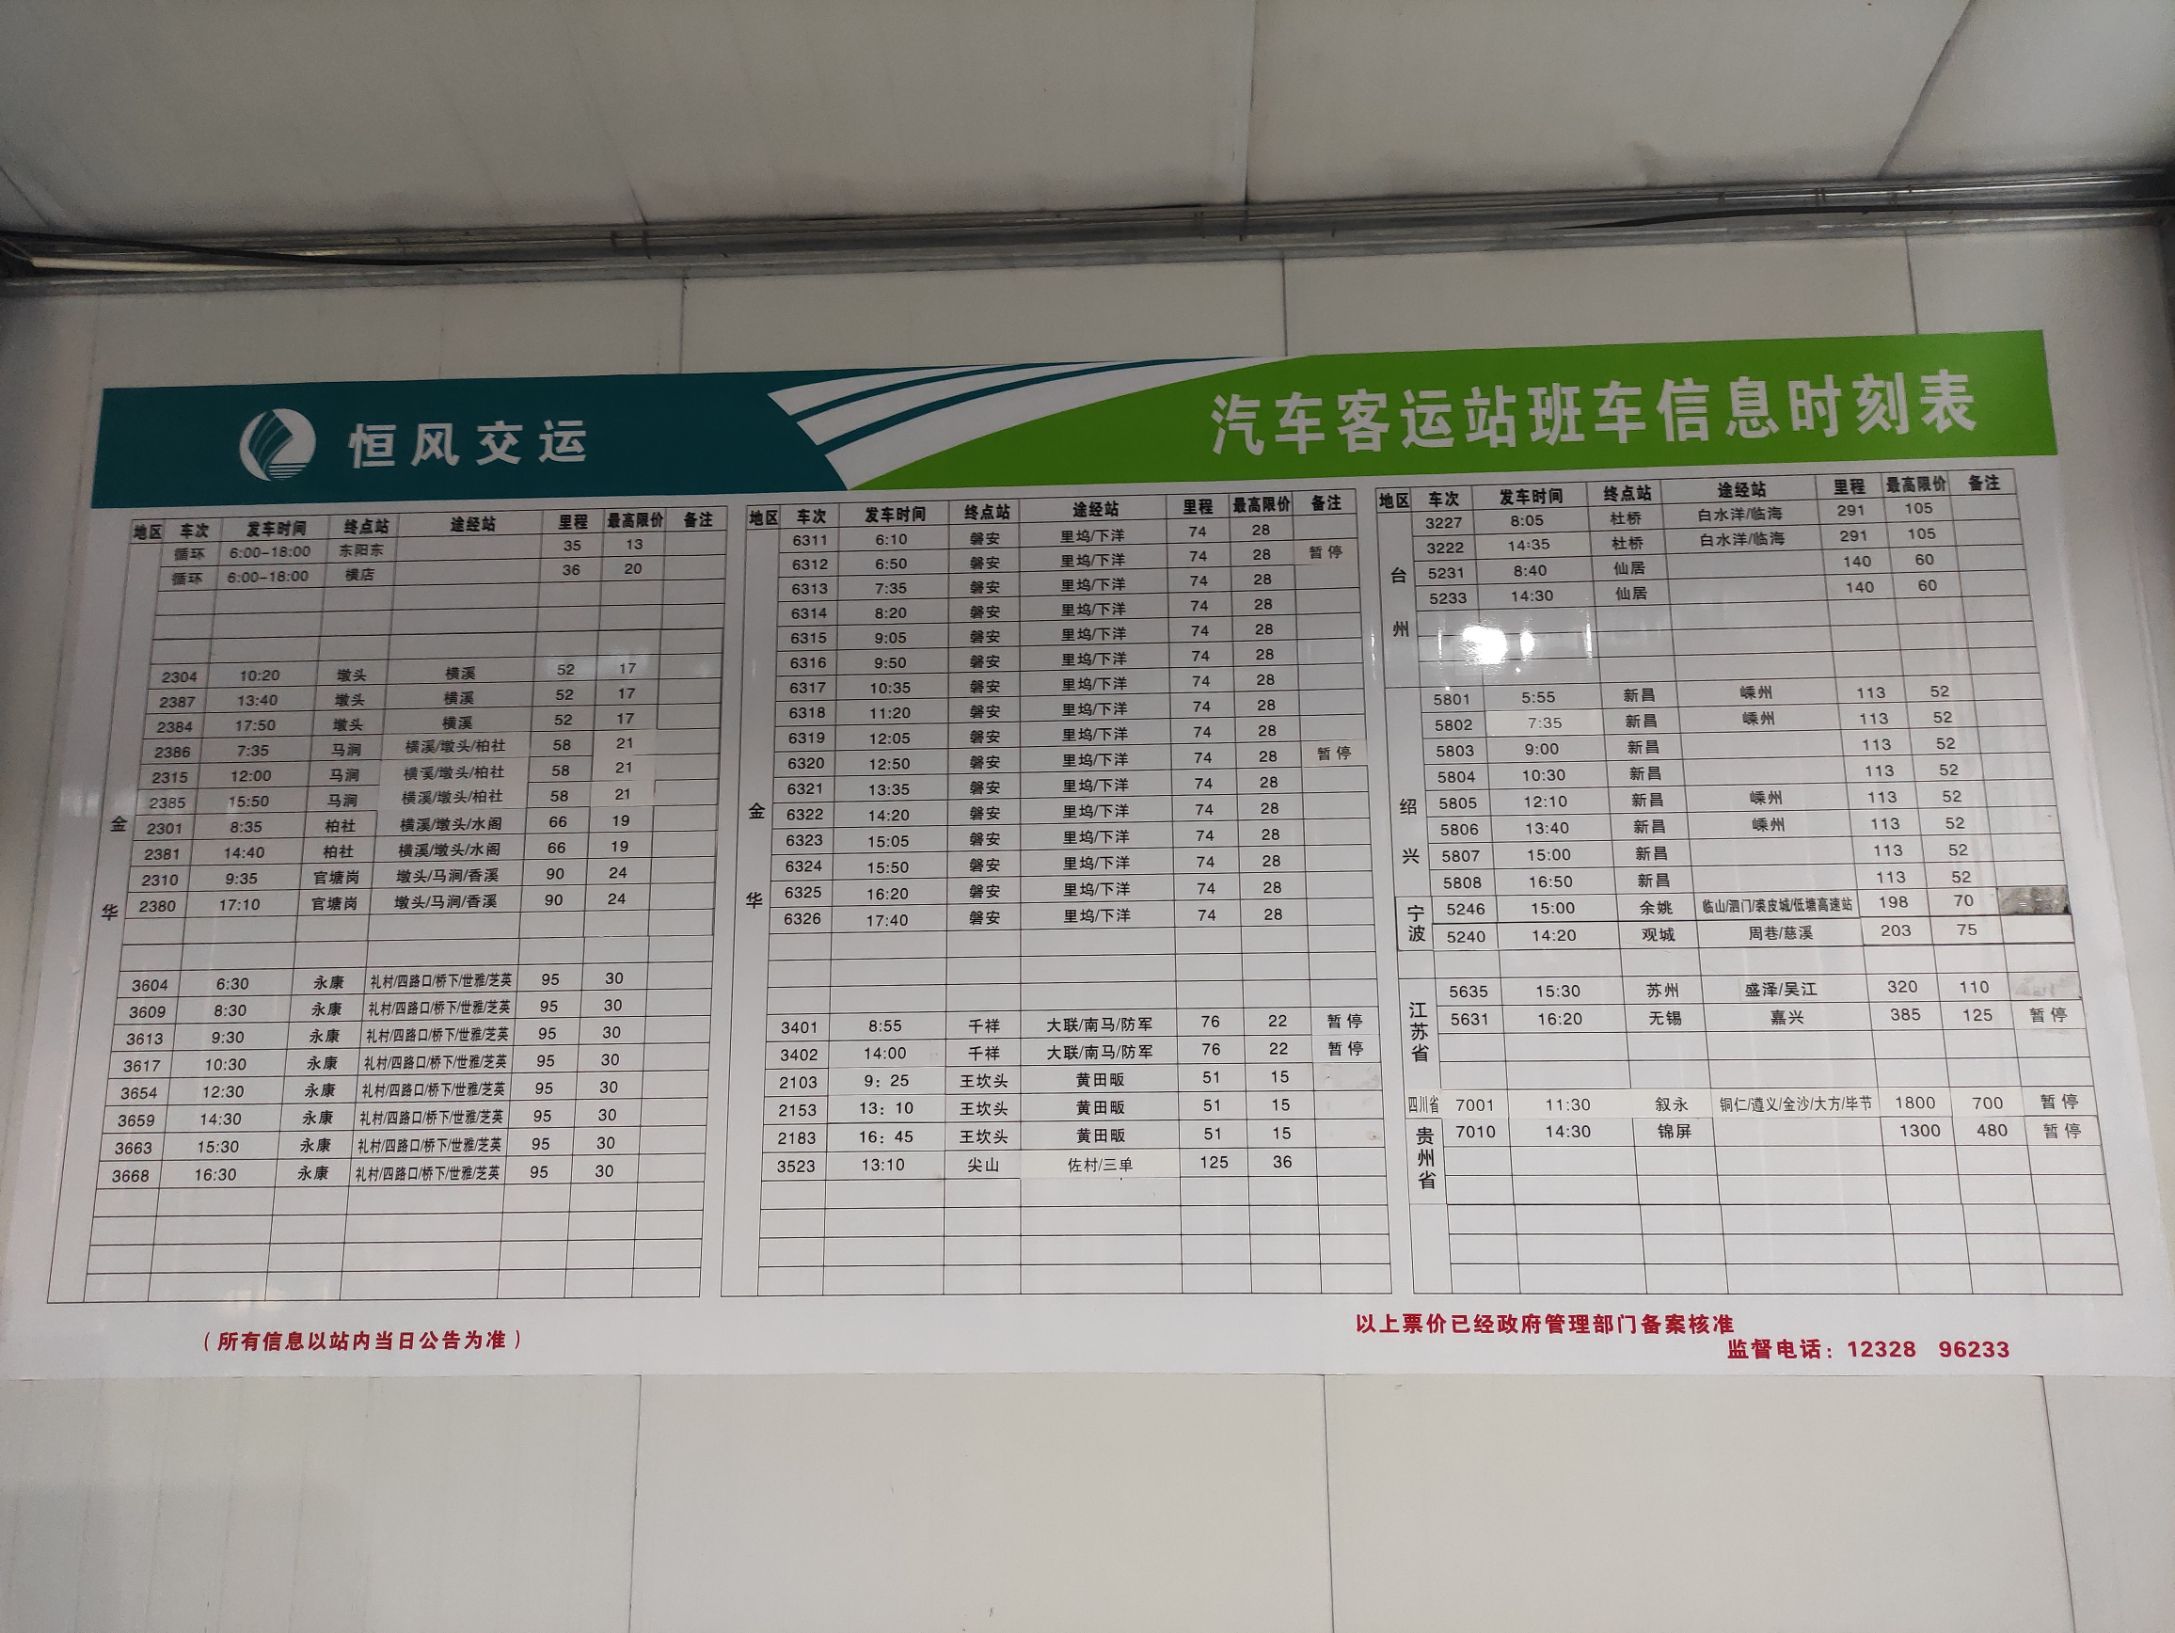 恒风交运
汽车客运站班车信息时刻表
地区 车次 发车时间 终点站 途经站 里程 最高限价 备注
金华
循环 6:00-18:00 东阳东 35 13
循环 6:00-18:00 横店 36 20
2304 10:20 墩头 横溪 52 17
2387 13:40 墩头 横溪 52 17
2384 17:50 墩头 横溪 52 17
2386 7:35 马涧 横溪/墩头/柏社 58 21
2315 12:00 马涧 横溪/墩头/柏社 58 21
2385 15:50 马涧 横溪/墩头/柏社 58 21
2301 8:35 柏社 横溪/墩头/水阁 66 19
2381 14:40 柏社 横溪/墩头/水阁 66 19
2310 9:35 官塘岗 墩头/马涧/香溪 90 24
2380 17:10 官塘岗 墩头/马涧/香溪 90 24
3604 6:30 永康 礼村/四路口/桥下/世雅/芝英 95 30
3609 8:30 永康 礼村/四路口/桥下/世雅/芝英 95 30
3613 9:30 永康 礼村/四路口/桥下/世雅/芝英 95 30
3617 10:30 永康 礼村/四路口/桥下/世雅/芝英 95 30
3654 12:30 永康 礼村/四路口/桥下/世雅/芝英 95 30
3659 14:30 永康 礼村/四路口/桥下/世雅/芝英 95 30
3663 15:30 永康 礼村/四路口/桥下/世雅/芝英 95 30
3668 16:30 永康 礼村/四路口/桥下/世雅/芝英 95 30
地区 车次 发车时间 终点站 途经站 里程 最高限价 备注
金华
6311 6:10 磐安 里坞/下洋 74 28
6312 6:50 磐安 里坞/下洋 74 28 暂停
6313 7:35 磐安 里坞/下洋 74 28
6314 8:20 磐安 里坞/下洋 74 28
6315 9:05 磐安 里坞/下洋 74 28
6316 9:50 磐安 里坞/下洋 74 28
6317 10:35 磐安 里坞/下洋 74 28
6318 11:20 磐安 里坞/下洋 74 28
6319 12:05 磐安 里坞/下洋 74 28
6320 12:50 磐安 里坞/下洋 74 28 暂停
6321 13:35 磐安 里坞/下洋 74 28
6322 14:20 磐安 里坞/下洋 74 28
6323 15:05 磐安 里坞/下洋 74 28
6324 15:50 磐安 里坞/下洋 74 28
6325 16:20 磐安 里坞/下洋 74 28
6326 17:40 磐安 里坞/下洋 74 28
3401 8:55 千祥 大联/南马/防军 76 22 暂停
3402 14:00 千祥 大联/南马/防军 76 22 暂停
2103 9：25 王坎头 黄田畈 51 15
2153 13：10 王坎头 黄田畈 51 15
2183 16：45 王坎头 黄田畈 51 15
3523 13:10 尖山 佐村/三单 125 36
地区 车次 发车时间 终点站 途经站 里程 最高限价 备注
台州
3227 8:05 杜桥 白水洋/临海 291 105
3222 14:35 杜桥 白水洋/临海 291 105
5231 8:40 仙居 140 60
5233 14:30 仙居 140 60
绍兴
5801 5:55 新昌 嵊州 113 52
5802 7:35 新昌 嵊州 113 52
5803 9:00 新昌 113 52
5804 10:30 新昌 113 52
5805 12:10 新昌 嵊州 113 52
5806 13:40 新昌 嵊州 113 52
5807 15:00 新昌 113 52
5808 16:50 新昌 113 52
宁波
5246 15:00 余姚 临山/泗门/裘皮城/低塘高速站 198 70
5240 14:20 观城 周巷/慈溪 203 75
江苏省
5635 15:30 苏州 盛泽/吴江 320 110
5631 16:20 无锡 嘉兴 385 125 暂停
四川省 7001 11:30 叙永 铜仁/遵义/金沙/大方/毕节 1800 700 暂停
贵州省
7010 14:30 锦屏 1300 480 暂停
（所有信息以站内当日公告为准）
以上票价已经政府管理部门备案核准
监督电话：12328 96233